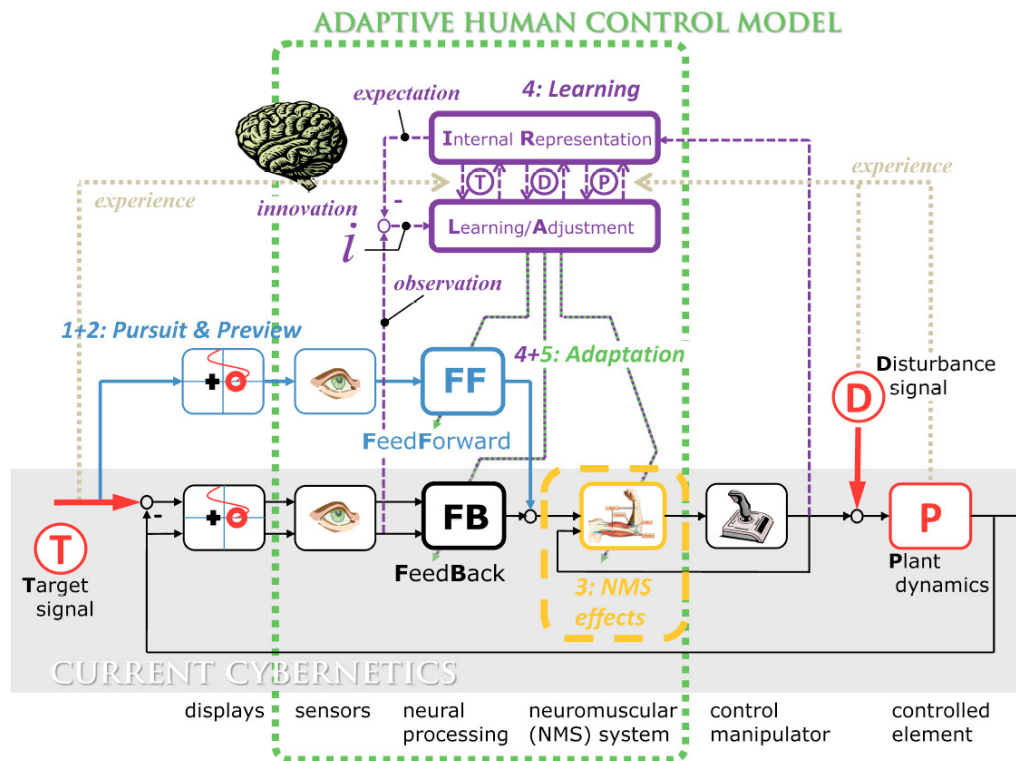 ADAPTIVE HUMAN CONTROL MODEL
expectation
4: Learning
Internal Representation
experience
experience
T
D
P
innovation
-
i
Learning/Adjustment
observation
1+2: Pursuit & Preview
4+5: Adaptation
FF
FeedForward
D
Disturbance
signal
-
FB
FeedBack
P
Plant
dynamics
T
Target
signal
3: NMS
effects
CURRENT CYBERNETICS
displays
sensors
neural
processing
neuromuscular
(NMS) system
control
manipulator
controlled
element